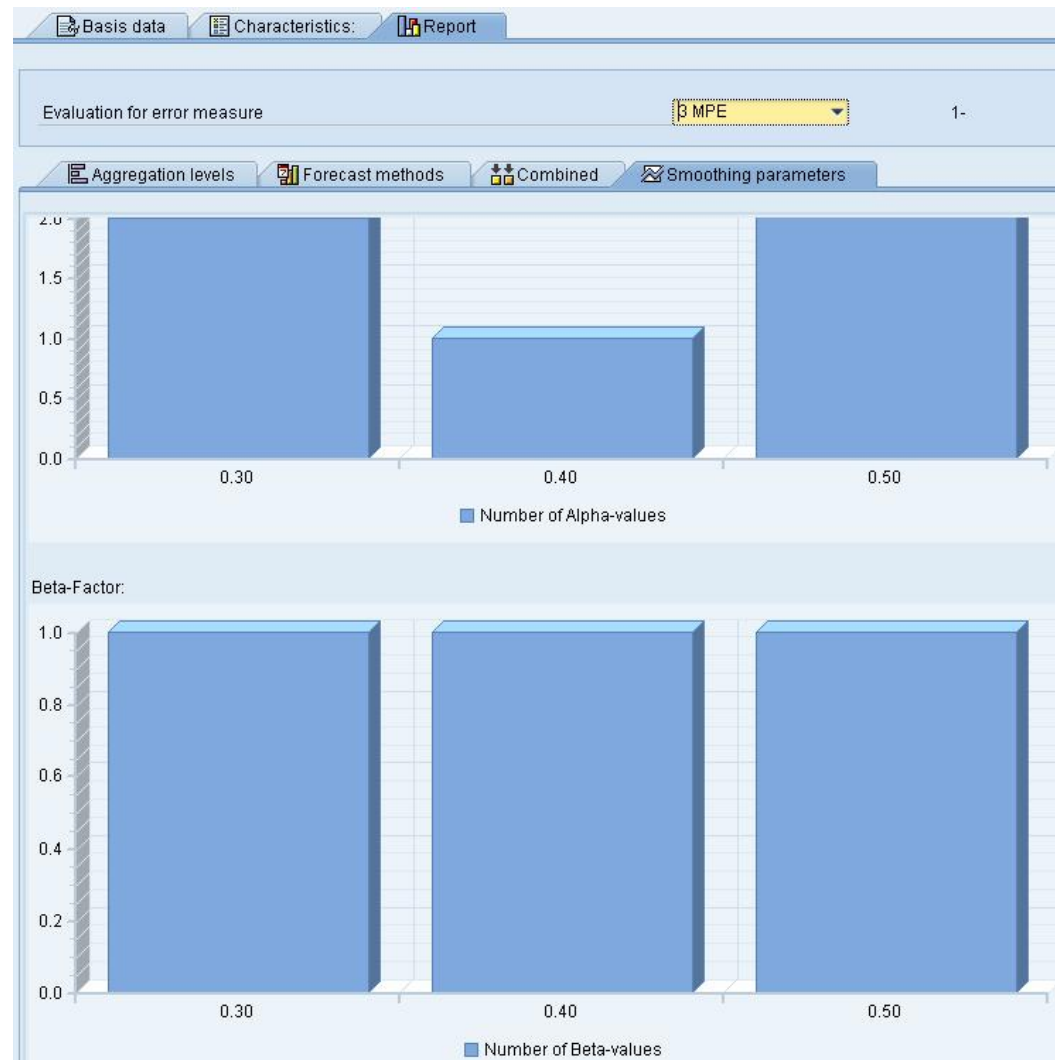 Basis data Characteristics: Report
Evaluation for error measure 3 MPE 1-
Aggregation levels Forecast methods Combined Smoothing parameters
2.0
1.5
1.0
0.5
0.0
0.30 0.40 0.50
Number of Alpha-values
Beta-Factor:
1.0
0.8
0.6
0.4
0.2
0.0
0.30 0.40 0.50
Number of Beta-values